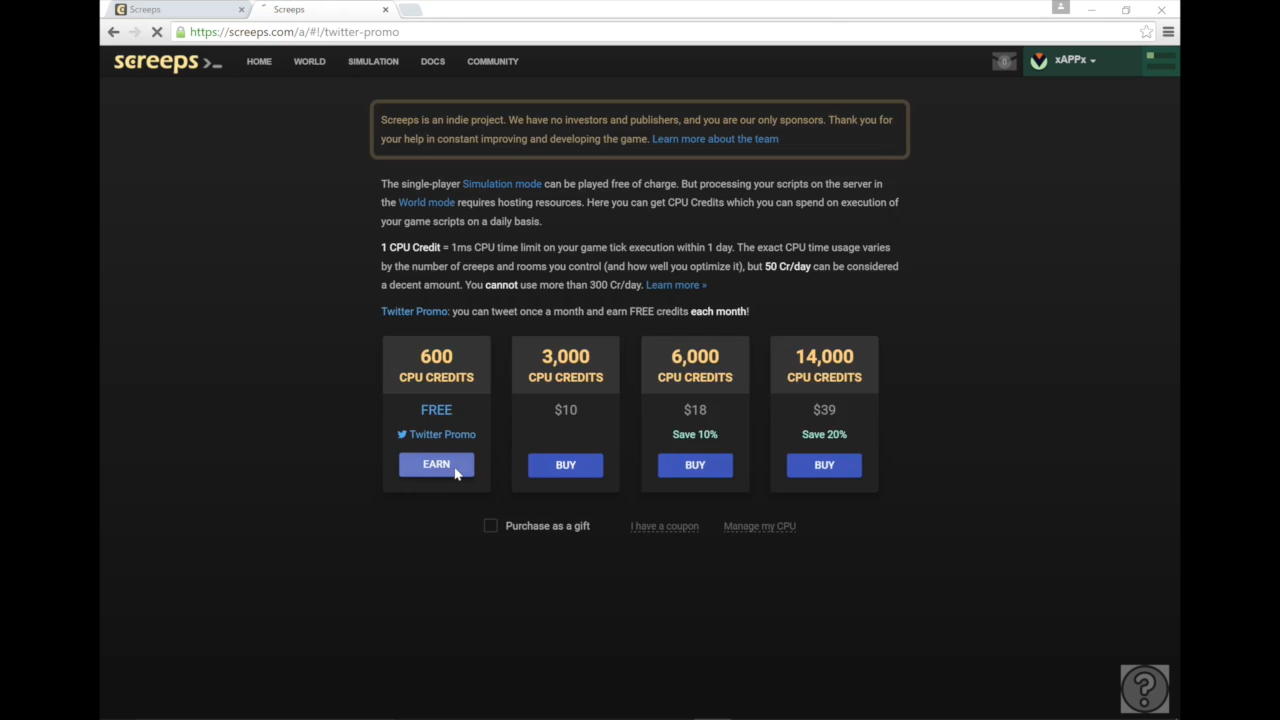 Screeps
Screeps
https://screeps.com/a/#!/twitter-promo
screeps >_
HOME WORLD SIMULATION DOCS COMMUNITY
0
xAPPx
Screeps is an indie project. We have no investors and publishers, and you are our only sponsors. Thank you for
your help in constant improving and developing the game. Learn more about the team
The single-player Simulation mode can be played free of charge. But processing your scripts on the server in
the World mode requires hosting resources. Here you can get CPU Credits which you can spend on execution of
your game scripts on a daily basis.
1 CPU Credit = 1ms CPU time limit on your game tick execution within 1 day. The exact CPU time usage varies
by the number of creeps and rooms you control (and how well you optimize it), but 50 Cr/day can be considered
a decent amount. You cannot use more than 300 Cr/day. Learn more »
Twitter Promo: you can tweet once a month and earn FREE credits each month!
600
CPU CREDITS
FREE
Twitter Promo
EARN
3,000
CPU CREDITS
$10
BUY
6,000
CPU CREDITS
$18
Save 10%
BUY
14,000
CPU CREDITS
$39
Save 20%
BUY
Purchase as a gift
I have a coupon
Manage my CPU
?